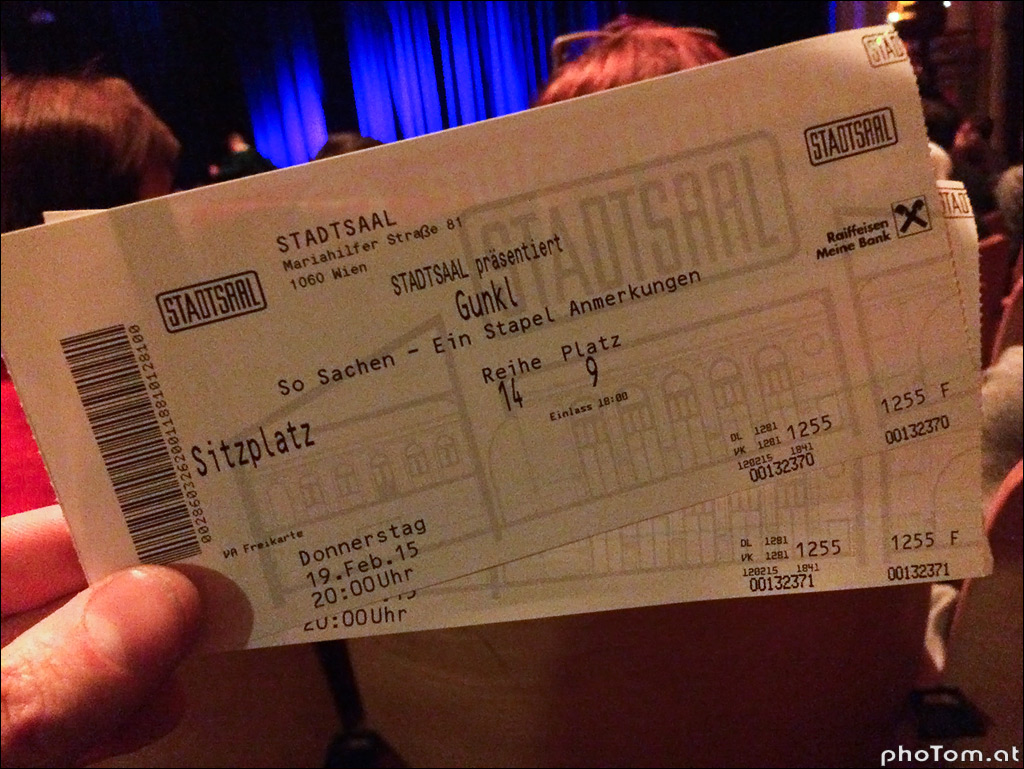 STADTSAAL
STADTSAAL
STADTSAAL
Mariahilfer Straße 81
1060 Wien
STADTSAAL
STADTSAAL
Raiffeisen
Meine Bank
STADTSAAL präsentiert
Gunkl
So Sachen - Ein Stapel Anmerkungen
Reihe Platz
14 9
Einlass 18:00
Sitzplatz
VA Freikarte
Donnerstag
19.Feb.15
20:00Uhr
20:00Uhr
DL 1281
VK 1281 1255
120215 1841
00132370
1255 F
00132370
DL 1281
VK 1281 1255
120215 1841
00132371
1255 F
00132371
phoTom.at